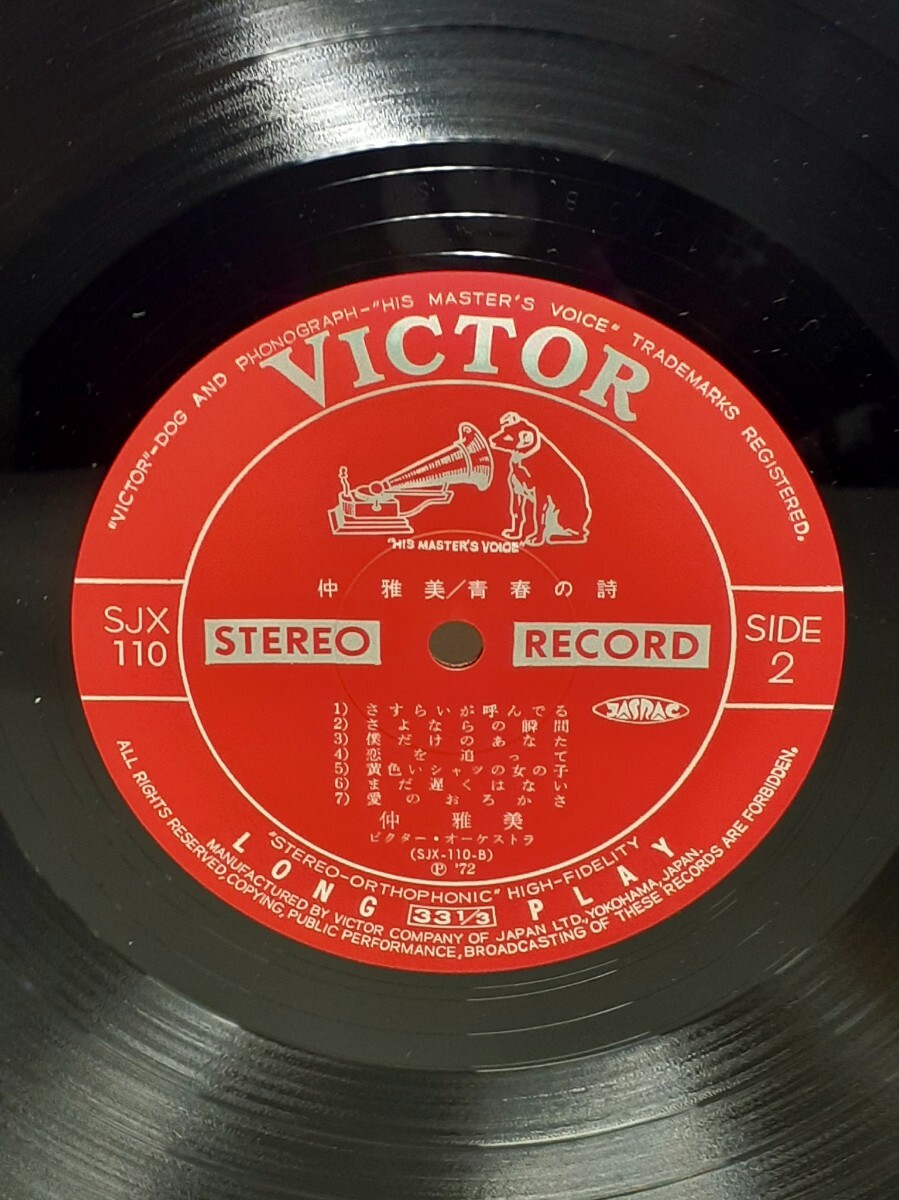 "VICTOR"–DOG AND PHONOGRAPH–"HIS MASTER'S VOICE" TRADEMARKS REGISTERED.
VICTOR
"HIS MASTER'S VOICE"
仲 雅美/青春の詩
SJX
110
STEREO RECORD
SIDE
2
1) さすらいが呼んでる
2) さよならの瞬間
3) 僕だけのあなた
4) 恋を追って
5) 黄色いシャツの女の子
6) まだ遅くはない
7) 愛のおろかさ
JASRAC
仲 雅美
ビクター・オーケストラ
(SJX-110-B)
Ⓟ '72
"STEREO-ORTHOPHONIC" HIGH-FIDELITY
LONG 33 1/3 PLAY
MANUFACTURED BY VICTOR COMPANY OF JAPAN LTD., YOKOHAMA, JAPAN.
ALL RIGHTS RESERVED, COPYING, PUBLIC PERFORMANCE, BROADCASTING OF THESE RECORDS ARE FORBIDDEN.